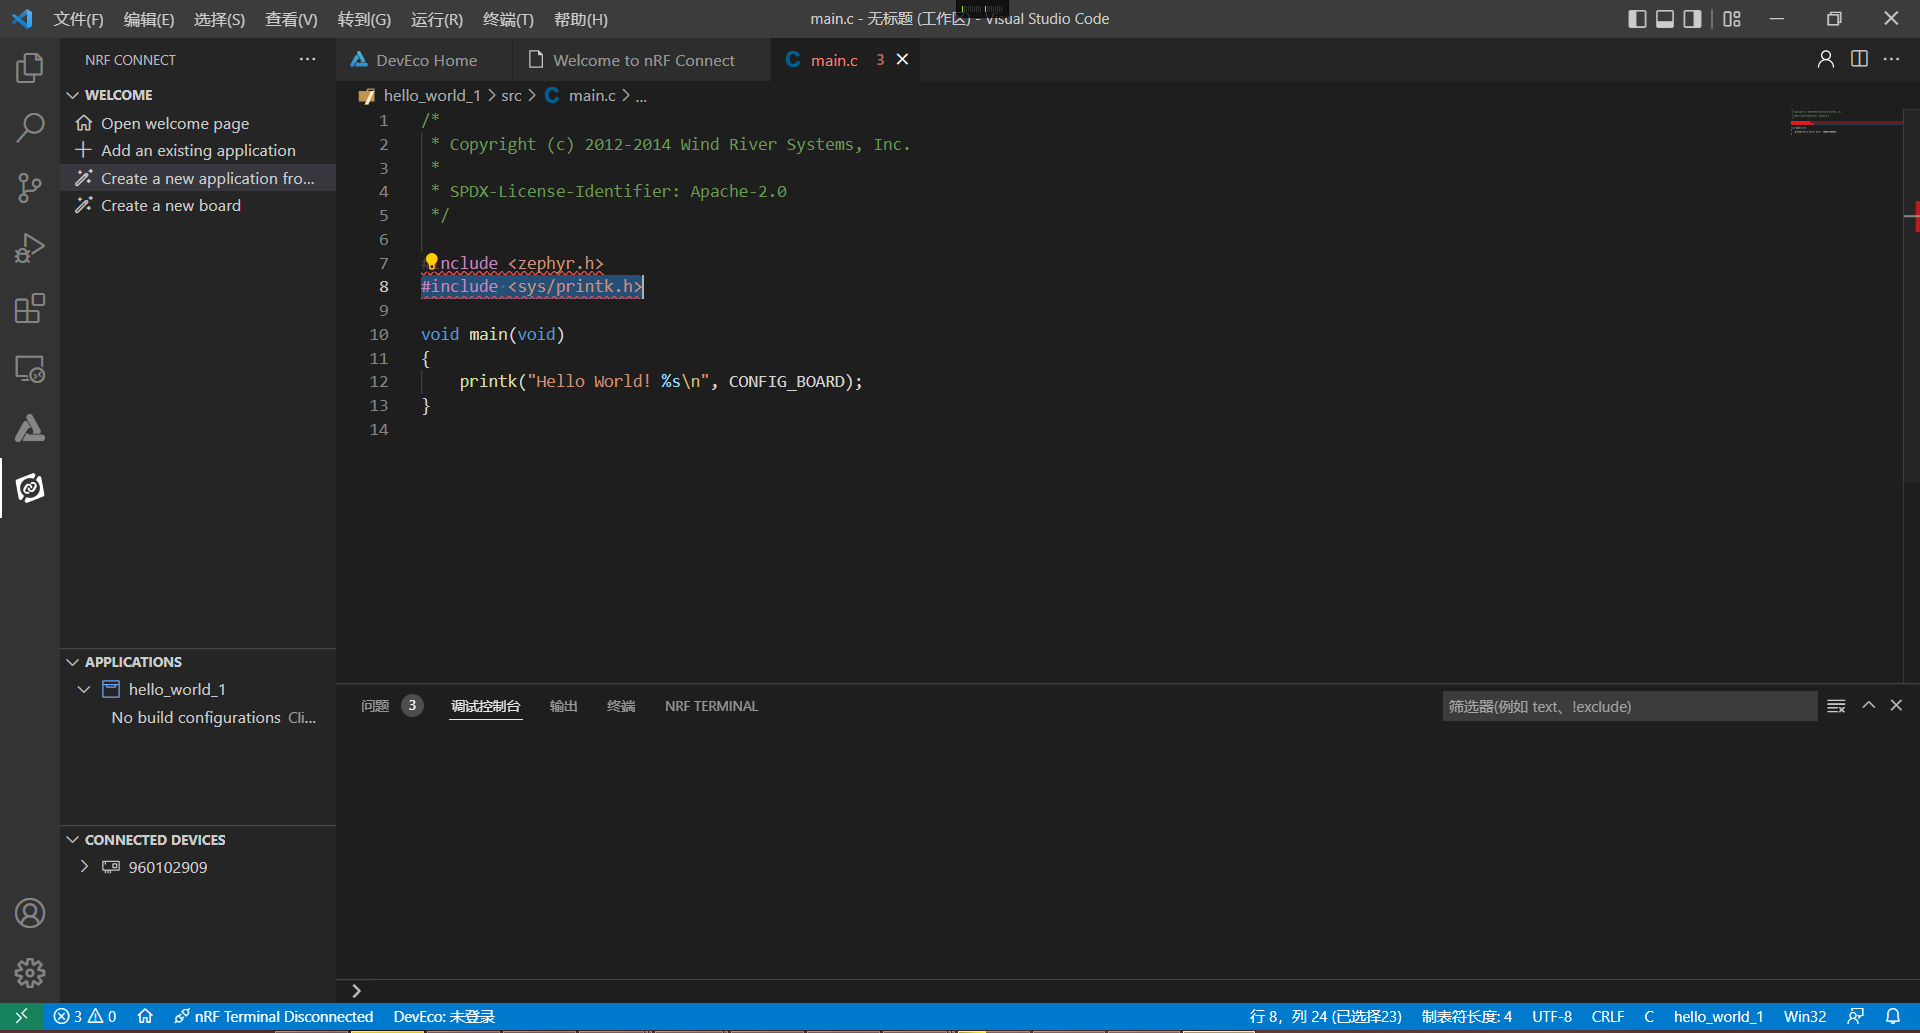 文件(F) 编辑(E) 选择(S) 查看(V) 转到(G) 运行(R) 终端(T) 帮助(H) main.c - 无标题 (工作区) - Visual Studio Code
NRF CONNECT
DevEco Home Welcome to nRF Connect C main.c 3
WELCOME
Open welcome page
Add an existing application
Create a new application fro...
Create a new board
hello_world_1 > src > C main.c > ...
1 /*
2 * Copyright (c) 2012-2014 Wind River Systems, Inc.
3 *
4 * SPDX-License-Identifier: Apache-2.0
5 */
6
7 #include <zephyr.h>
8 #include <sys/printk.h>
9
10 void main(void)
11 {
12 printk("Hello World! %s\n", CONFIG_BOARD);
13 }
14
APPLICATIONS
hello_world_1
No build configurations Cli...
CONNECTED DEVICES
960102909
问题 3 调试控制台 输出 终端 NRF TERMINAL 筛选器(例如 text、!exclude)
3 0 nRF Terminal Disconnected DevEco: 未登录 行 8，列 24 (已选择23) 制表符长度: 4 UTF-8 CRLF C hello_world_1 Win32